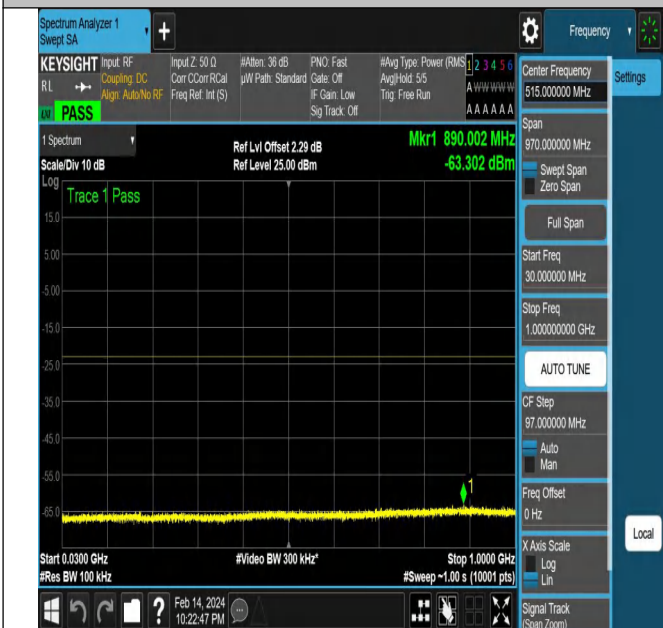 Spectrum Analyzer 1
Swept SA
Frequency
KEYSIGHT
RL
Input: RF
Coupling: DC
Align: Auto/No RF
Input Z: 50 Ω
Corr CCorr RCal
Freq Ref: Int (S)
#Atten: 36 dB
µW Path: Standard
PNO: Fast
Gate: Off
IF Gain: Low
Sig Track: Off
#Avg Type: Power (RMS
Avg|Hold: 5/5
Trig: Free Run
1 2 3 4 5 6
A W W W W W
A A A A A A
LNI PASS
1 Spectrum
Scale/Div 10 dB
Ref Lvl Offset 2.29 dB
Ref Level 25.00 dBm
Mkr1 890.002 MHz
-63.302 dBm
Log
Trace 1 Pass
15.0
5.00
-5.00
-15.0
-25.0
-35.0
-45.0
-55.0
-65.0
1
Start 0.0300 GHz
#Res BW 100 kHz
#Video BW 300 kHz*
Stop 1.0000 GHz
#Sweep ~1.00 s (10001 pts)
Feb 14, 2024
10:22:47 PM
Center Frequency
515.000000 MHz
Settings
Span
970.000000 MHz
Swept Span
Zero Span
Full Span
Start Freq
30.000000 MHz
Stop Freq
1.000000000 GHz
AUTO TUNE
CF Step
97.000000 MHz
Auto
Man
Freq Offset
0 Hz
X Axis Scale
Log
Lin
Local
Signal Track
(Span Zoom)